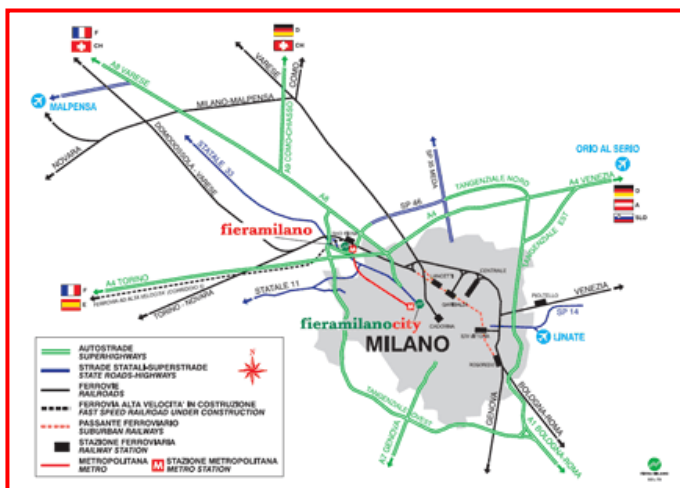 F
CH
D
CH
A8 VARESE
VARESE
COMO
MALPENSA
MILANO-MALPENSA
NOVARA
DOMODOSSOLA - VARESE
STATALE 33
A9 COMO-CHIASSO
A8
SP 35 MEDA
ORIO AL SERIO
TANGENZIALE NORD
A4 VENEZIA
SP 46
A4
D
A
SLO
TANGENZIALE EST
fieramilano
A4 TORINO
F
E
TORINO - NOVARA
STATALE 11
CENTRALE
GARIBALDI
CADORNA
PIOLTELLO
VENEZIA
SP 14
LINATE
fieramilanocity
MILANO
ROGOREDO
TANGENZIALE OVEST
A7 GENOVA
GENOVA
BOLOGNA-ROMA
A1 BOLOGNA-ROMA
N
AUTOSTRADE
SUPERHIGHWAYS
STRADE STATALI-SUPERSTRADE
STATE ROADS-HIGHWAYS
FERROVIE
RAILROADS
FERROVIA ALTA VELOCITA' IN COSTRUZIONE
FAST SPEED RAILROAD UNDER CONSTRUCTION
PASSANTE FERROVIARIO
SUBURBAN RAILWAYS
STAZIONE FERROVIARIA
RAILWAY STATION
METROPOLITANA
METRO
M STAZIONE METROPOLITANA
METRO STATION